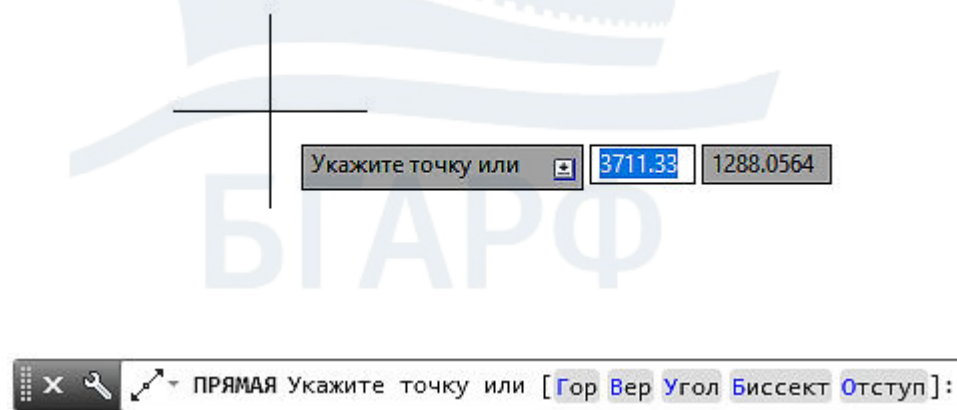 Укажите точку или 3711.33 1288.0564
БГАРФ
ПРЯМАЯ Укажите точку или [Гор Вер Угол Биссект Отступ]: